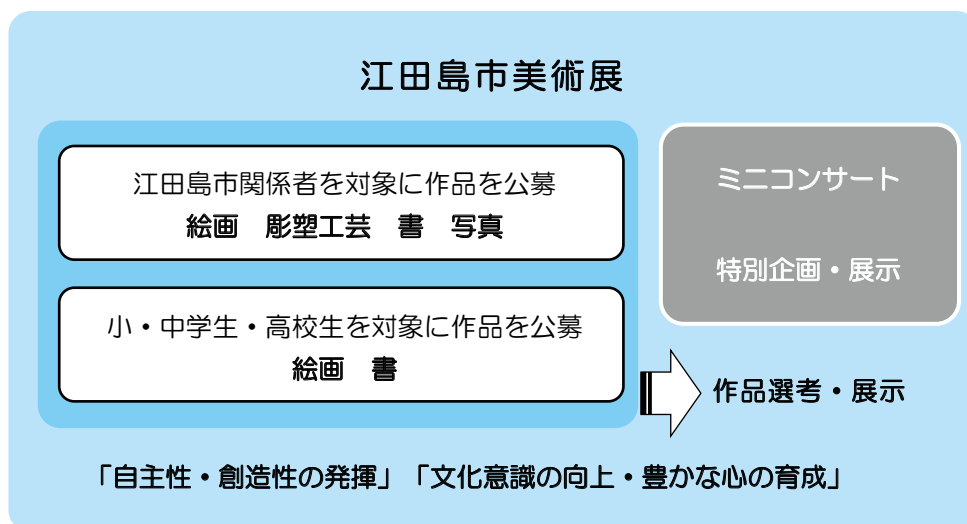 江田島市美術展
江田島市関係者を対象に作品を公募
絵画　彫塑工芸　書　写真
小・中学生・高校生を対象に作品を公募
絵画　書
ミニコンサート
特別企画・展示
作品選考・展示
「自主性・創造性の発揮」「文化意識の向上・豊かな心の育成」